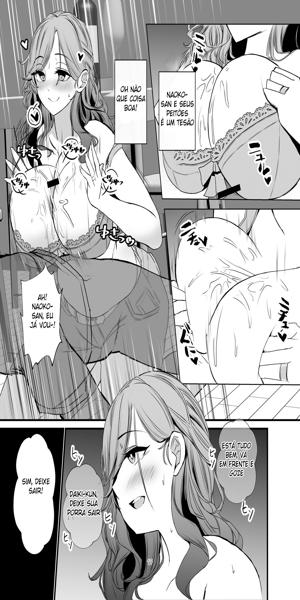 NAOKO-
SAN E SEUS
PEITÕES
É UM TESÃO
OH NÃO
QUE COISA
BOA!
AH!
NAOKO-
SAN, EU
JÁ VOU-!
ESTÁ TUDO
BEM, VÁ
EM FRENTE E
GOZE
DAIKI-KUN,
DEIXE SUA
PORRA SAIR!
SIM, DEIXE
SAIR!